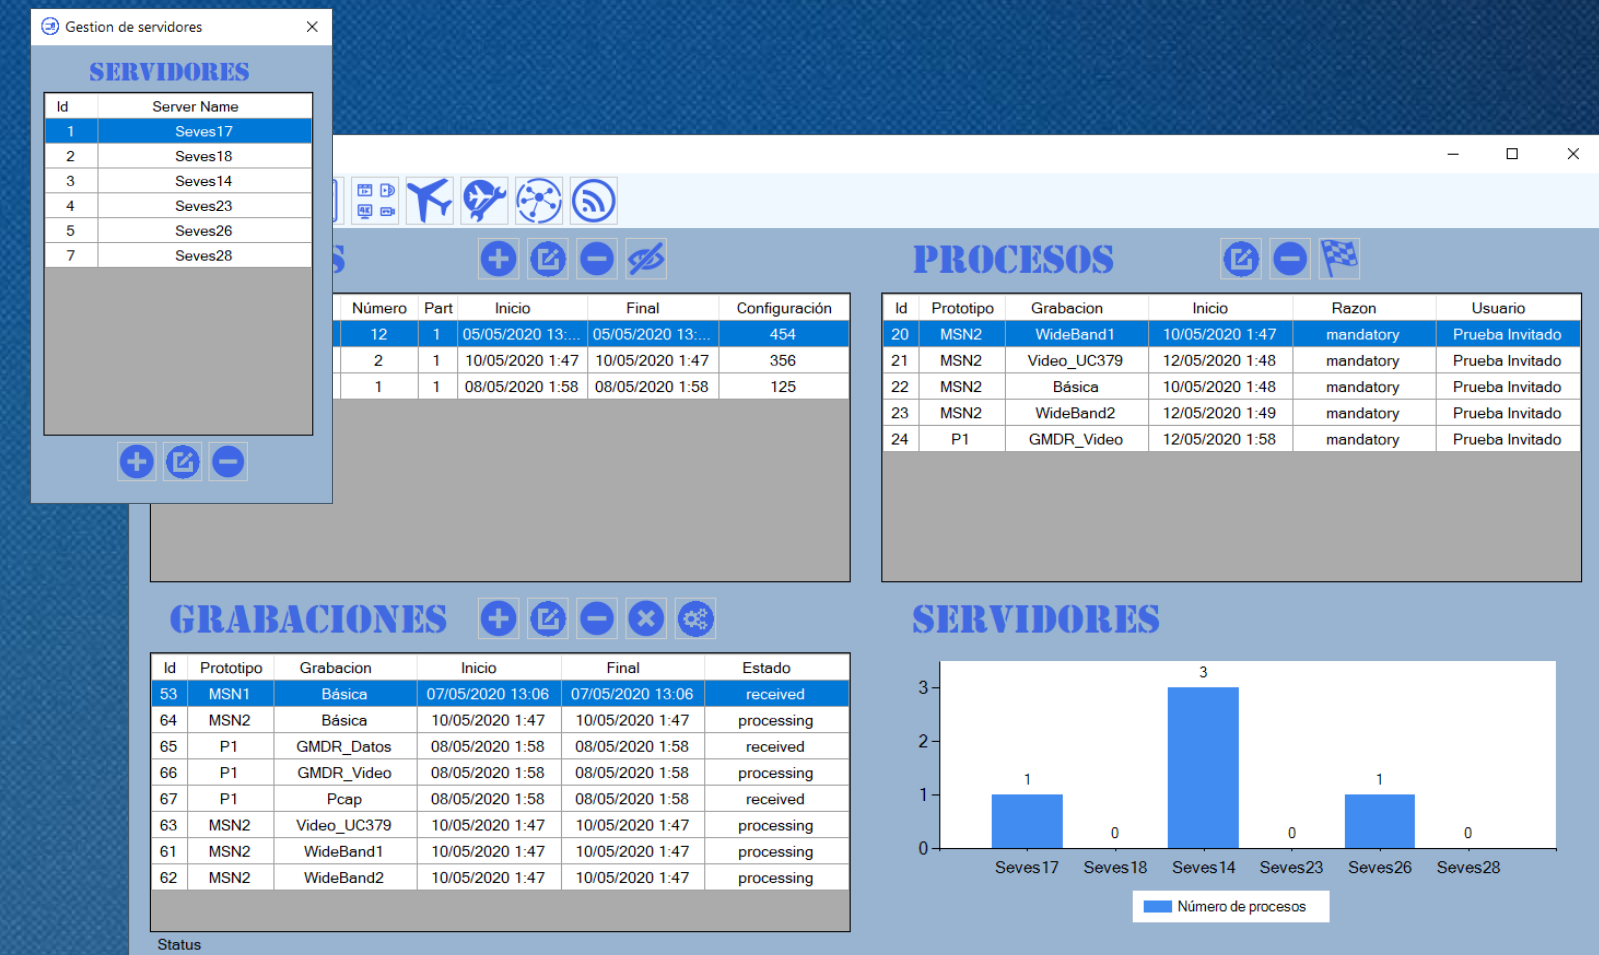 Gestion de servidores
SERVIDORES
Id Server Name
1 Seves17
2 Seves18
3 Seves14
4 Seves23
5 Seves26
7 Seves28
S
Número Part Inicio Final Configuración
12 1 05/05/2020 13:... 05/05/2020 13:... 454
2 1 10/05/2020 1:47 10/05/2020 1:47 356
1 1 08/05/2020 1:58 08/05/2020 1:58 125
PROCESOS
Id Prototipo Grabacion Inicio Razon Usuario
20 MSN2 WideBand1 10/05/2020 1:47 mandatory Prueba Invitado
21 MSN2 Video_UC379 12/05/2020 1:48 mandatory Prueba Invitado
22 MSN2 Básica 10/05/2020 1:48 mandatory Prueba Invitado
23 MSN2 WideBand2 12/05/2020 1:49 mandatory Prueba Invitado
24 P1 GMDR_Video 12/05/2020 1:58 mandatory Prueba Invitado
GRABACIONES
Id Prototipo Grabacion Inicio Final Estado
53 MSN1 Básica 07/05/2020 13:06 07/05/2020 13:06 received
64 MSN2 Básica 10/05/2020 1:47 10/05/2020 1:47 processing
65 P1 GMDR_Datos 08/05/2020 1:58 08/05/2020 1:58 received
66 P1 GMDR_Video 08/05/2020 1:58 08/05/2020 1:58 processing
67 P1 Pcap 08/05/2020 1:58 08/05/2020 1:58 received
63 MSN2 Video_UC379 10/05/2020 1:47 10/05/2020 1:47 processing
61 MSN2 WideBand1 10/05/2020 1:47 10/05/2020 1:47 processing
62 MSN2 WideBand2 10/05/2020 1:47 10/05/2020 1:47 processing
Status
SERVIDORES
3
3
2
1 1
1
0 0 0
0
Seves17 Seves18 Seves14 Seves23 Seves26 Seves28
Número de procesos